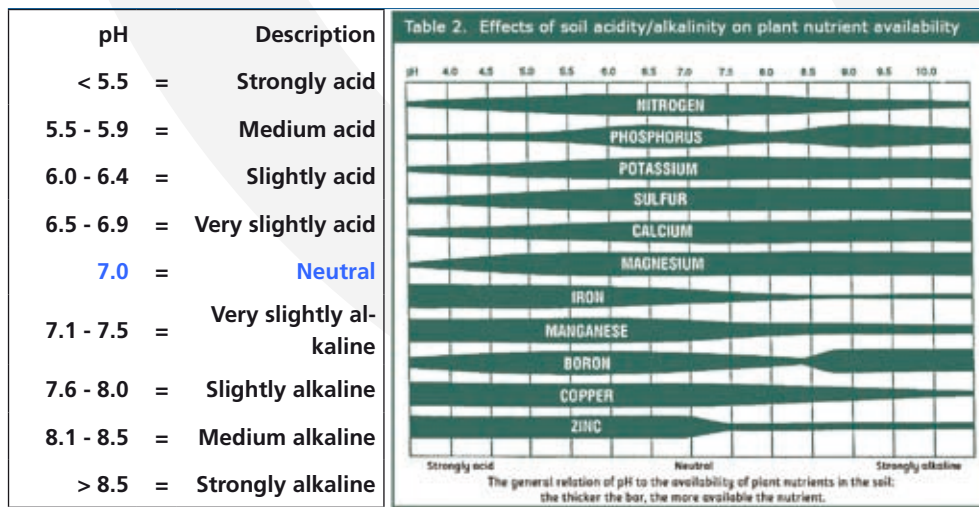 pH Description
< 5.5 = Strongly acid
5.5 - 5.9 = Medium acid
6.0 - 6.4 = Slightly acid
6.5 - 6.9 = Very slightly acid
7.0 = Neutral
7.1 - 7.5 = Very slightly al-
kaline
7.6 - 8.0 = Slightly alkaline
8.1 - 8.5 = Medium alkaline
> 8.5 = Strongly alkaline
Table 2. Effects of soil acidity/alkalinity on plant nutrient availability
pH 4.0 4.5 5.0 5.5 6.0 6.5 7.0 7.5 8.0 8.5 9.0 9.5 10.0
NITROGEN
PHOSPHORUS
POTASSIUM
SULFUR
CALCIUM
MAGNESIUM
IRON
MANGANESE
BORON
COPPER
ZINC
Strongly acid Neutral Strongly alkaline
The general relation of pH to the availability of plant nutrients in the soil:
the thicker the bar, the more available the nutrient.